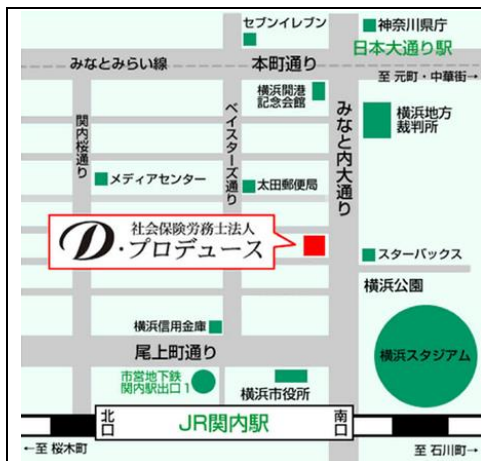 セブンイレブン
神奈川県庁
日本大通り駅
みなとみらい線
本町通り
至 元町・中華街→
横浜開港
記念会館
横浜地方
裁判所
関内桜通り
ベイスターズ通り
みなと内大通り
メディアセンター
太田郵便局
社会保険労務士法人
D・プロデュース
スターバックス
横浜公園
横浜信用金庫
尾上町通り
横浜スタジアム
市営地下鉄
関内駅出口1
横浜市役所
北口
JR関内駅
南口
←至 桜木町
至 石川町→